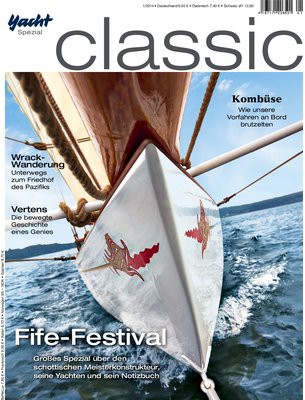 Yacht
Spezial
classic
Kombüse
Wie unsere
Vorfahren an Bord
brutzelten
Wrack-
Wanderung
Unterwegs
zum Friedhof
des Pazifiks
Vertens
Die bewegte
Geschichte
eines Genies
Fife-Festival
Großes Spezial über den
schottischen Meisterkonstrukteur,
seine Yachten und sein Notizbuch